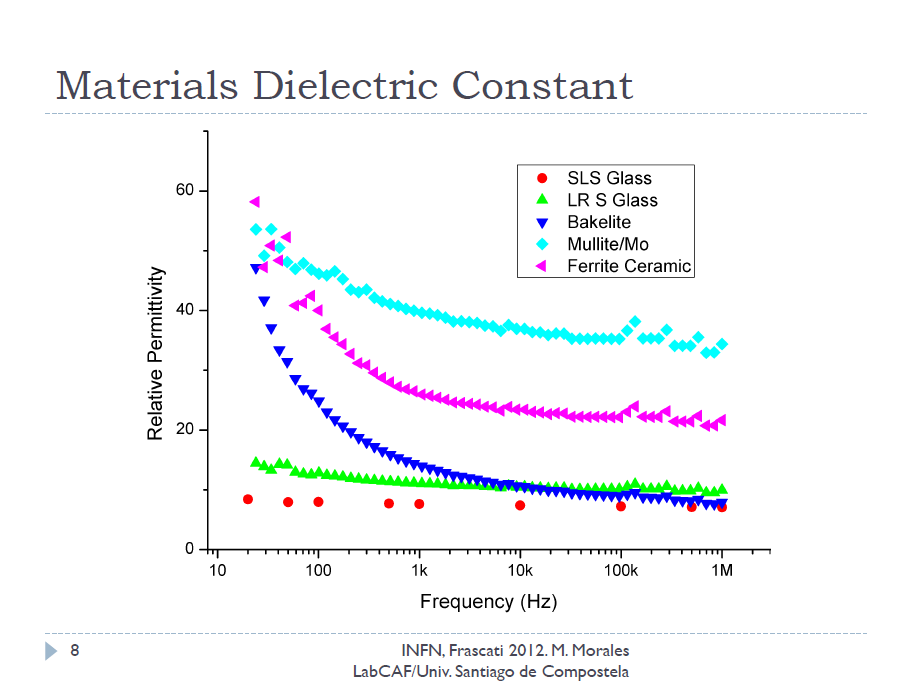 Materials Dielectric Constant
60
40
20
0
Relative Permittivity
SLS Glass
LR S Glass
Bakelite
Mullite/Mo
Ferrite Ceramic
10 100 1k 10k 100k 1M
Frequency (Hz)
8
INFN, Frascati 2012. M. Morales
LabCAF/Univ. Santiago de Compostela